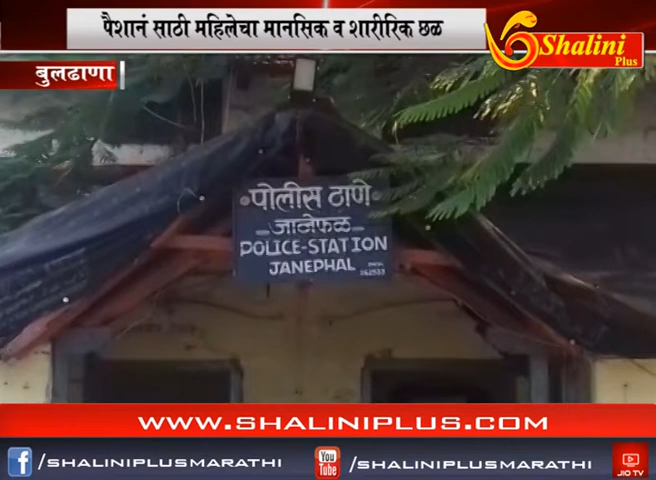 पैशानं साठी महिलेचा मानसिक व शारीरिक छळ
Shalini
Plus
बुलढाणा
पोलीस ठाणे
जानेफळ
POLICE-STATION
JANEPHAL
WWW.SHALINIPLUS.COM
/SHALINIPLUSMARATHI
You
Tube
/SHALINIPLUSMARATHI
JIO TV